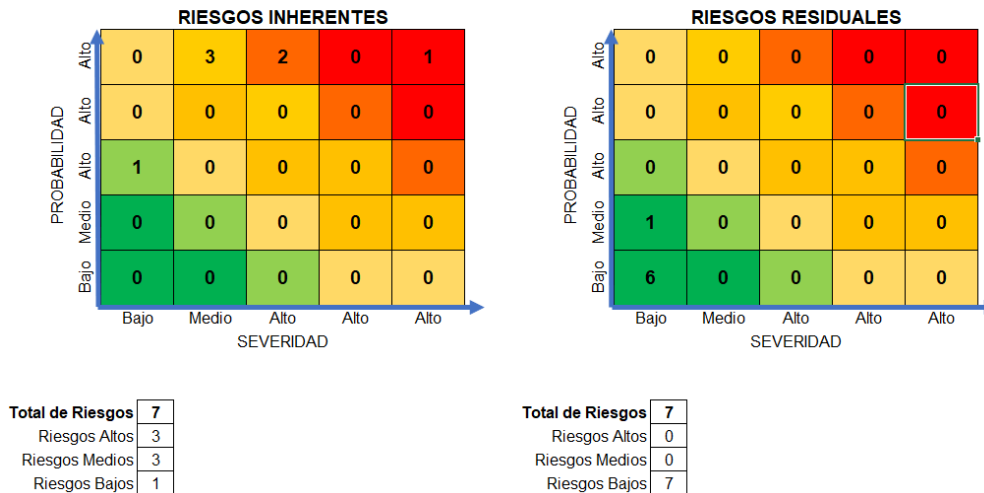 RIESGOS INHERENTES
PROBABILIDAD
Alto 0 3 2 0 1
Alto 0 0 0 0 0
Alto 1 0 0 0 0
Medio 0 0 0 0 0
Bajo 0 0 0 0 0
Bajo Medio Alto Alto Alto
SEVERIDAD
Total de Riesgos 7
Riesgos Altos 3
Riesgos Medios 3
Riesgos Bajos 1
RIESGOS RESIDUALES
PROBABILIDAD
Alto 0 0 0 0 0
Alto 0 0 0 0 0
Alto 0 0 0 0 0
Medio 1 0 0 0 0
Bajo 6 0 0 0 0
Bajo Medio Alto Alto Alto
SEVERIDAD
Total de Riesgos 7
Riesgos Altos 0
Riesgos Medios 0
Riesgos Bajos 7